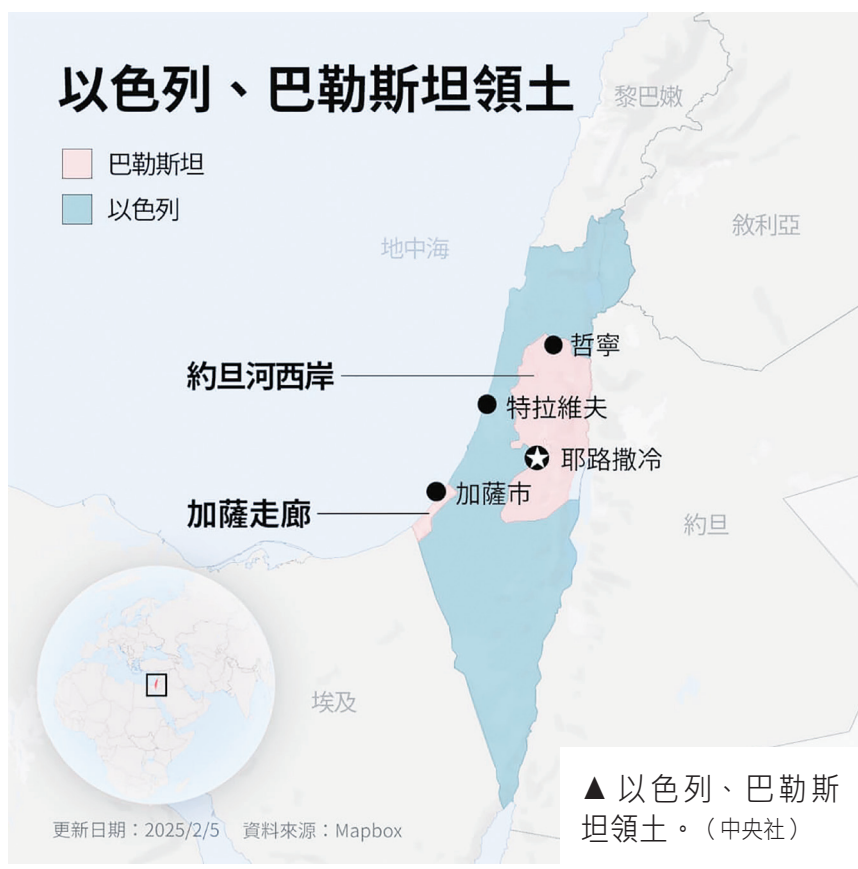 以色列、巴勒斯坦領土
巴勒斯坦
以色列
黎巴嫩
敘利亞
地中海
哲寧
約旦河西岸
特拉維夫
耶路撒冷
加薩市
加薩走廊
約旦
埃及
更新日期：2025/2/5 資料來源：Mapbox
▲以色列、巴勒斯
坦領土。（中央社）